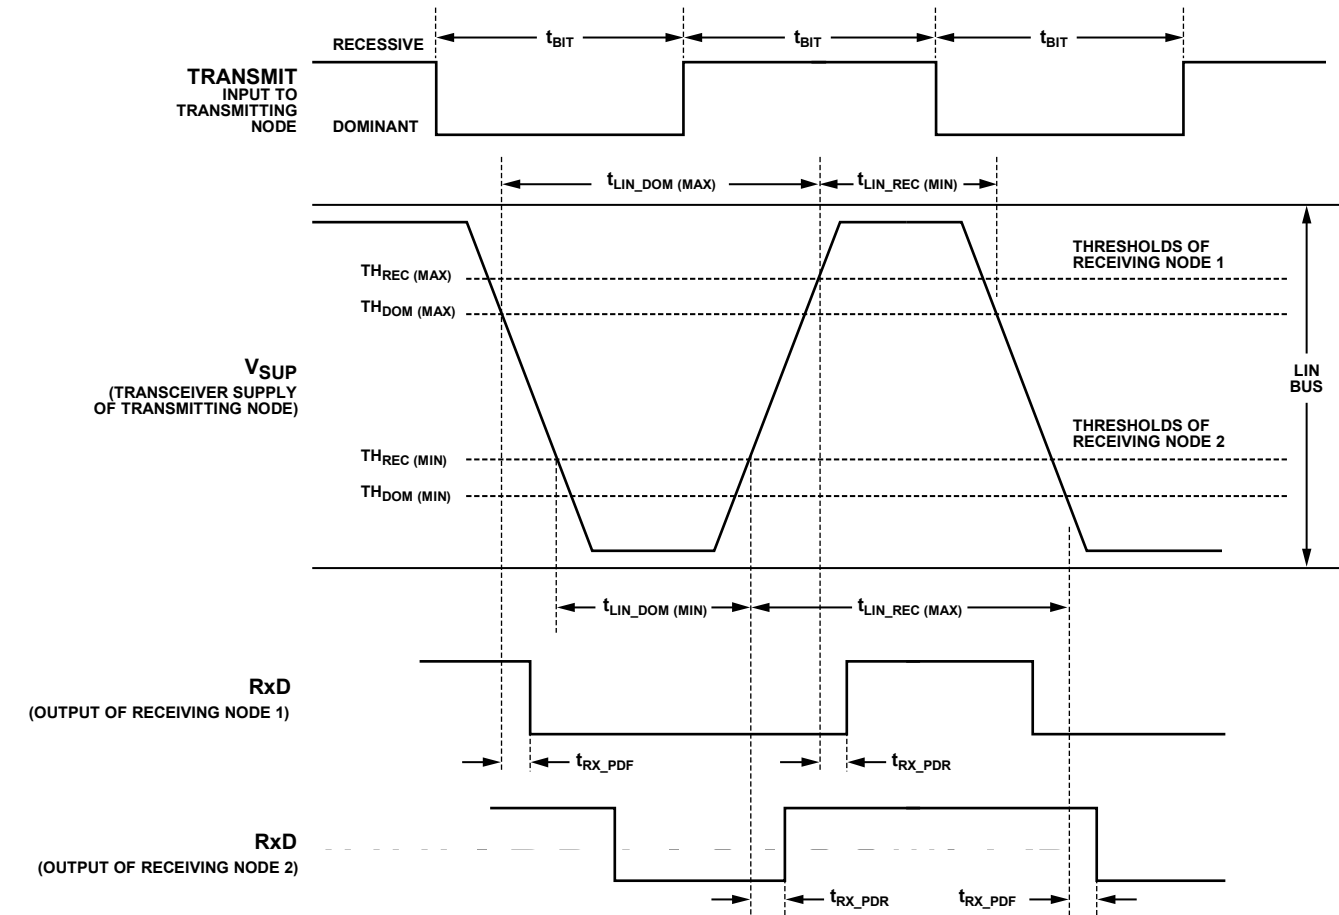 RECESSIVE
tBIT
tBIT
tBIT
TRANSMIT
INPUT TO
TRANSMITTING
NODE
DOMINANT
tLIN_DOM (MAX)
tLIN_REC (MIN)
THRESHOLDS OF
RECEIVING NODE 1
THREC (MAX)
THDOM (MAX)
VSUP
(TRANSCEIVER SUPPLY
OF TRANSMITTING NODE)
LIN
BUS
THRESHOLDS OF
RECEIVING NODE 2
THREC (MIN)
THDOM (MIN)
tLIN_DOM (MIN)
tLIN_REC (MAX)
RxD
(OUTPUT OF RECEIVING NODE 1)
tRX_PDF
tRX_PDR
RxD
(OUTPUT OF RECEIVING NODE 2)
tRX_PDR
tRX_PDF